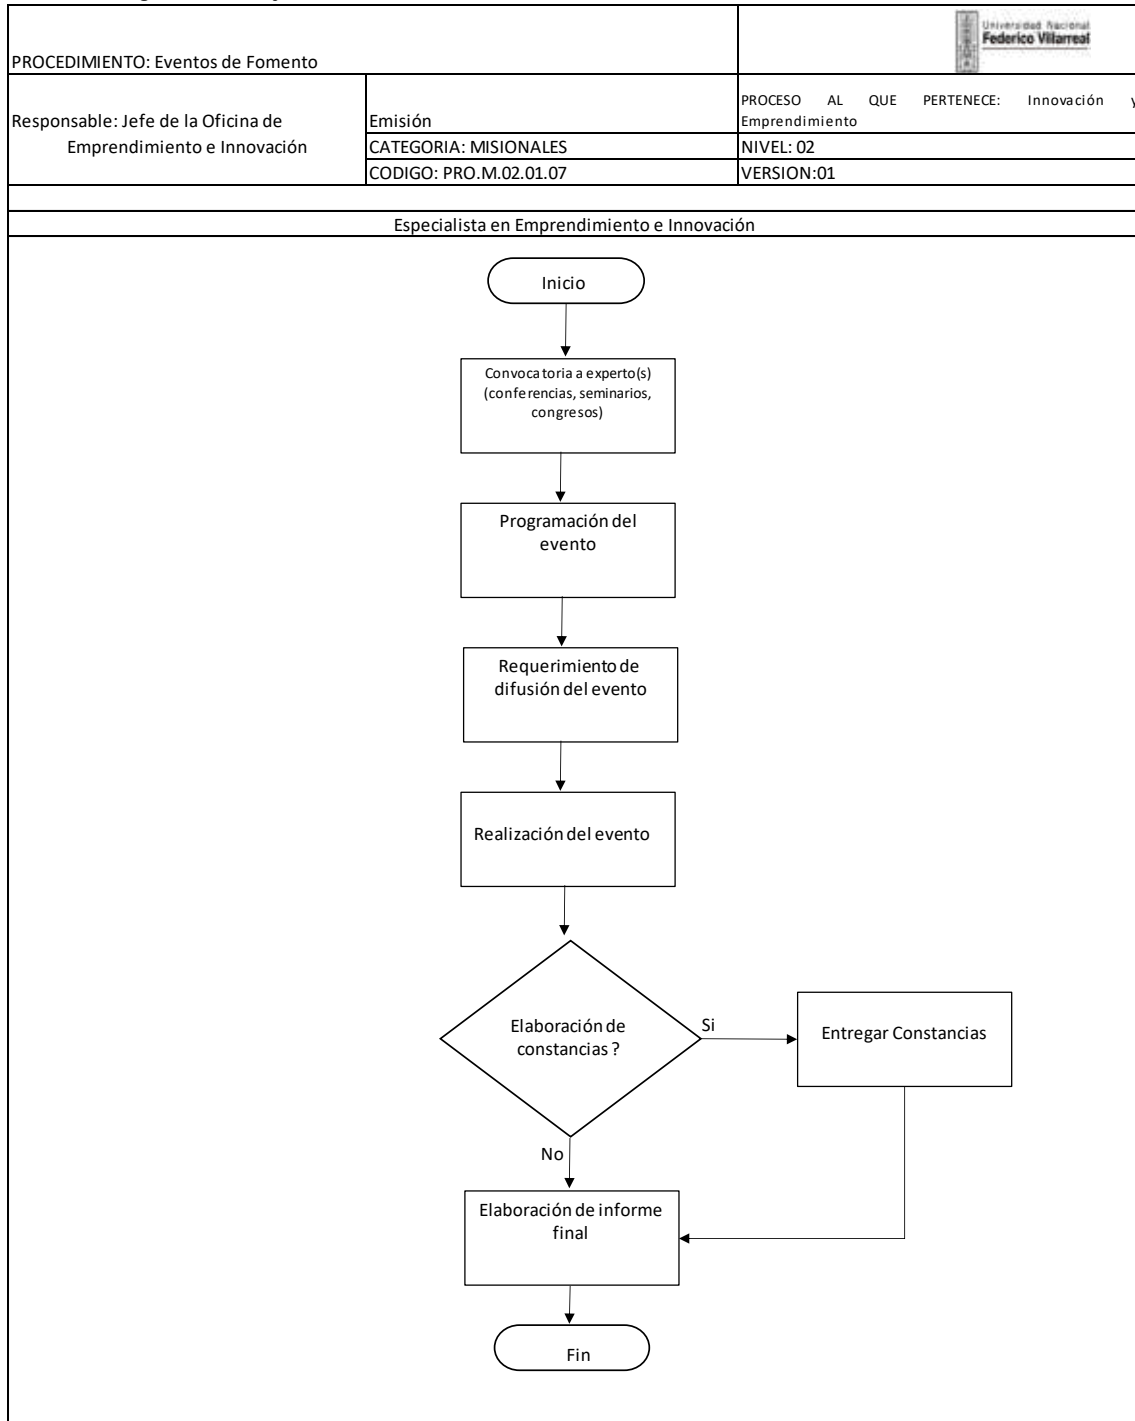 Universidad Nacional
Federico Villarreal
PROCEDIMIENTO: Eventos de Fomento
Responsable: Jefe de la Oficina de
Emprendimiento e Innovación
Emisión
PROCESO AL QUE PERTENECE: Innovación y
Emprendimiento
CATEGORIA: MISIONALES
NIVEL: 02
CODIGO: PRO.M.02.01.07
VERSION:01
Especialista en Emprendimiento e Innovación
Inicio
Convocatoria a experto(s)
(conferencias, seminarios,
congresos)
Programación del
evento
Requerimiento de
difusión del evento
Realización del evento
Elaboración de
constancias ?
Si
Entregar Constancias
No
Elaboración de informe
final
Fin